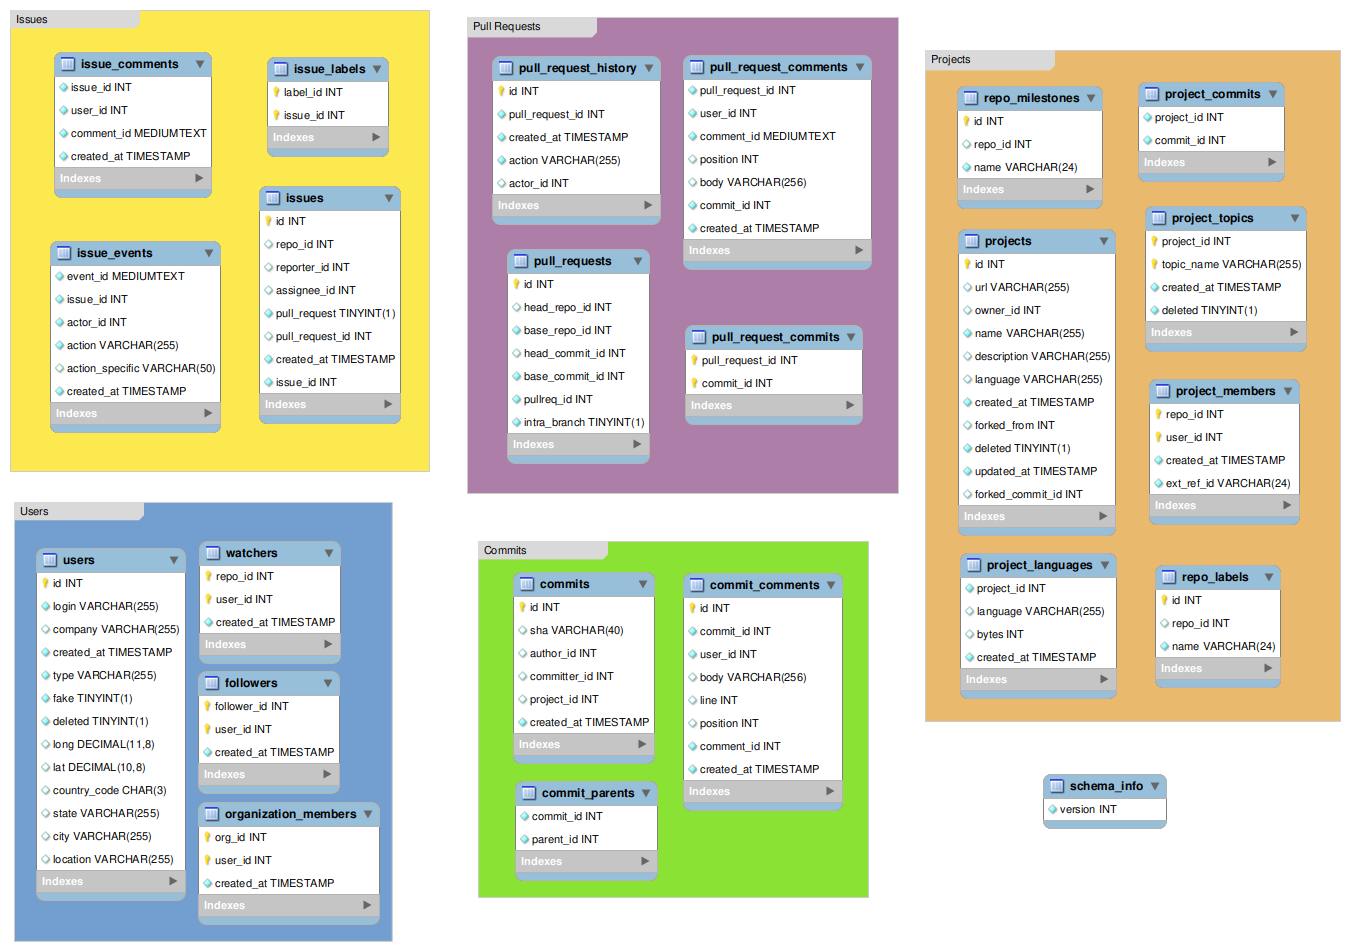 Issues
issue_comments
issue_id INT
user_id INT
comment_id MEDIUMTEXT
created_at TIMESTAMP
Indexes
issue_labels
label_id INT
issue_id INT
Indexes
issue_events
event_id MEDIUMTEXT
issue_id INT
actor_id INT
action VARCHAR(255)
action_specific VARCHAR(50)
created_at TIMESTAMP
Indexes
issues
id INT
repo_id INT
reporter_id INT
assignee_id INT
pull_request TINYINT(1)
pull_request_id INT
created_at TIMESTAMP
issue_id INT
Indexes
Pull Requests
pull_request_history
id INT
pull_request_id INT
created_at TIMESTAMP
action VARCHAR(255)
actor_id INT
Indexes
pull_request_comments
pull_request_id INT
user_id INT
comment_id MEDIUMTEXT
position INT
body VARCHAR(256)
commit_id INT
created_at TIMESTAMP
Indexes
pull_requests
id INT
head_repo_id INT
base_repo_id INT
head_commit_id INT
base_commit_id INT
pullreq_id INT
intra_branch TINYINT(1)
Indexes
pull_request_commits
pull_request_id INT
commit_id INT
Indexes
Projects
repo_milestones
id INT
repo_id INT
name VARCHAR(24)
Indexes
project_commits
project_id INT
commit_id INT
Indexes
projects
id INT
url VARCHAR(255)
owner_id INT
name VARCHAR(255)
description VARCHAR(255)
language VARCHAR(255)
created_at TIMESTAMP
forked_from INT
deleted TINYINT(1)
updated_at TIMESTAMP
forked_commit_id INT
Indexes
project_topics
project_id INT
topic_name VARCHAR(255)
created_at TIMESTAMP
deleted TINYINT(1)
Indexes
project_members
repo_id INT
user_id INT
created_at TIMESTAMP
ext_ref_id VARCHAR(24)
Indexes
project_languages
project_id INT
language VARCHAR(255)
bytes INT
created_at TIMESTAMP
Indexes
repo_labels
id INT
repo_id INT
name VARCHAR(24)
Indexes
Users
users
id INT
login VARCHAR(255)
company VARCHAR(255)
created_at TIMESTAMP
type VARCHAR(255)
fake TINYINT(1)
deleted TINYINT(1)
long DECIMAL(11,8)
lat DECIMAL(10,8)
country_code CHAR(3)
state VARCHAR(255)
city VARCHAR(255)
location VARCHAR(255)
Indexes
watchers
repo_id INT
user_id INT
created_at TIMESTAMP
Indexes
followers
follower_id INT
user_id INT
created_at TIMESTAMP
Indexes
organization_members
org_id INT
user_id INT
created_at TIMESTAMP
Indexes
Commits
commits
id INT
sha VARCHAR(40)
author_id INT
committer_id INT
project_id INT
created_at TIMESTAMP
Indexes
commit_comments
id INT
commit_id INT
user_id INT
body VARCHAR(256)
line INT
position INT
comment_id INT
created_at TIMESTAMP
Indexes
commit_parents
commit_id INT
parent_id INT
Indexes
schema_info
version INT